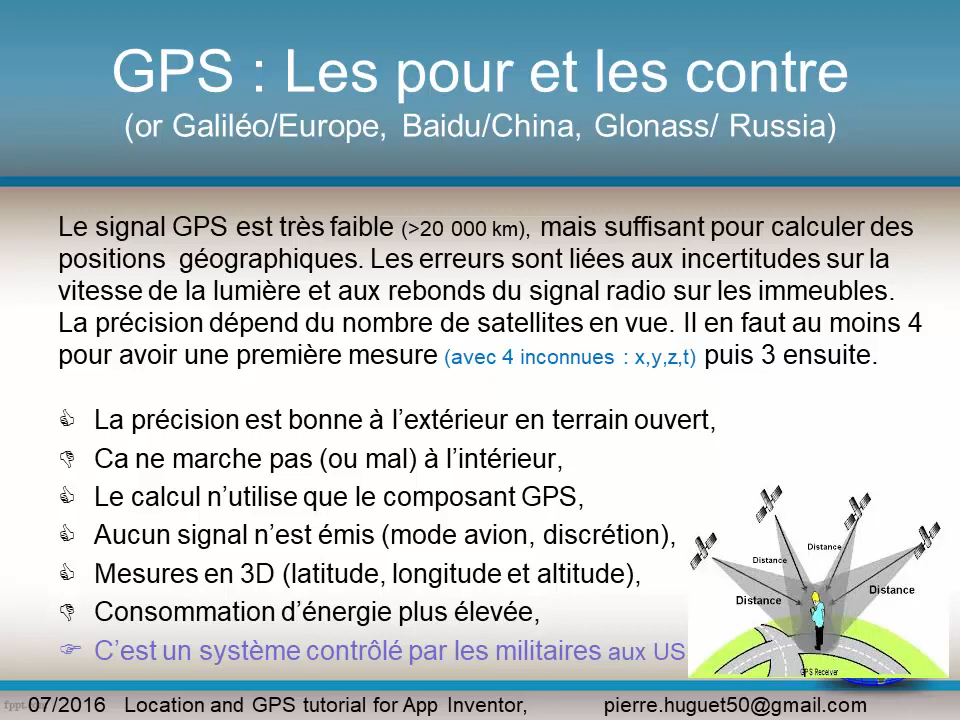 GPS : Les pour et les contre
(or Galiléo/Europe, Baidu/China, Glonass/ Russia)
Le signal GPS est très faible (>20 000 km), mais suffisant pour calculer des
positions géographiques. Les erreurs sont liées aux incertitudes sur la
vitesse de la lumière et aux rebonds du signal radio sur les immeubles.
La précision dépend du nombre de satellites en vue. Il en faut au moins 4
pour avoir une première mesure (avec 4 inconnues : x,y,z,t) puis 3 ensuite.
La précision est bonne à l’extérieur en terrain ouvert,
Ca ne marche pas (ou mal) à l’intérieur,
Le calcul n’utilise que le composant GPS,
Aucun signal n’est émis (mode avion, discrétion),
Mesures en 3D (latitude, longitude et altitude),
Consommation d’énergie plus élevée,
C’est un système contrôlé par les militaires aux US
Distance
Distance
Distance
Distance
GPS Receiver
07/2016 Location and GPS tutorial for App Inventor, pierre.huguet50@gmail.com